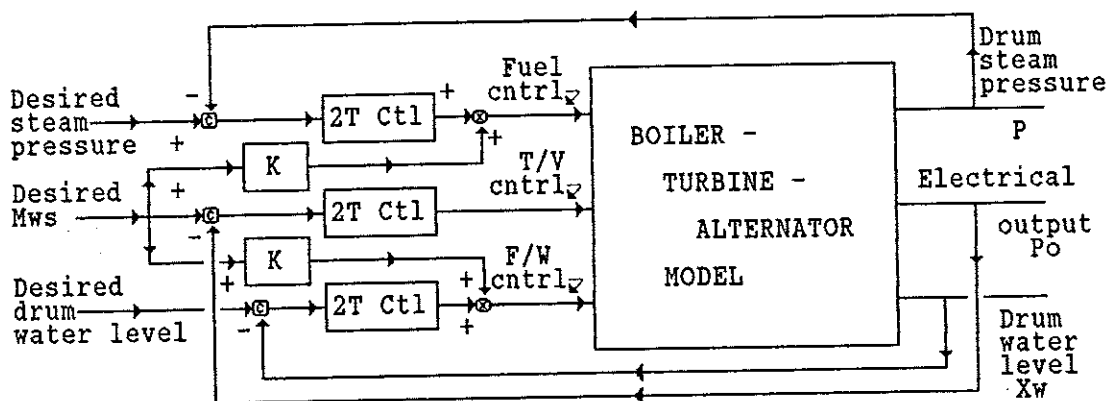 Drum
steam
pressure
Fuel
cntrl
Desired
steam
pressure
-
+
C
2T Ctl
+
X
+
K
BOILER -
TURBINE -
ALTERNATOR
MODEL
P
T/V
cntrl
Electrical
output
Po
Desired
Mws
+
C
-
2T Ctl
K
F/W
cntrl
Desired
drum
water level
+
C
-
2T Ctl
+
X
+
Drum
water
level
Xw